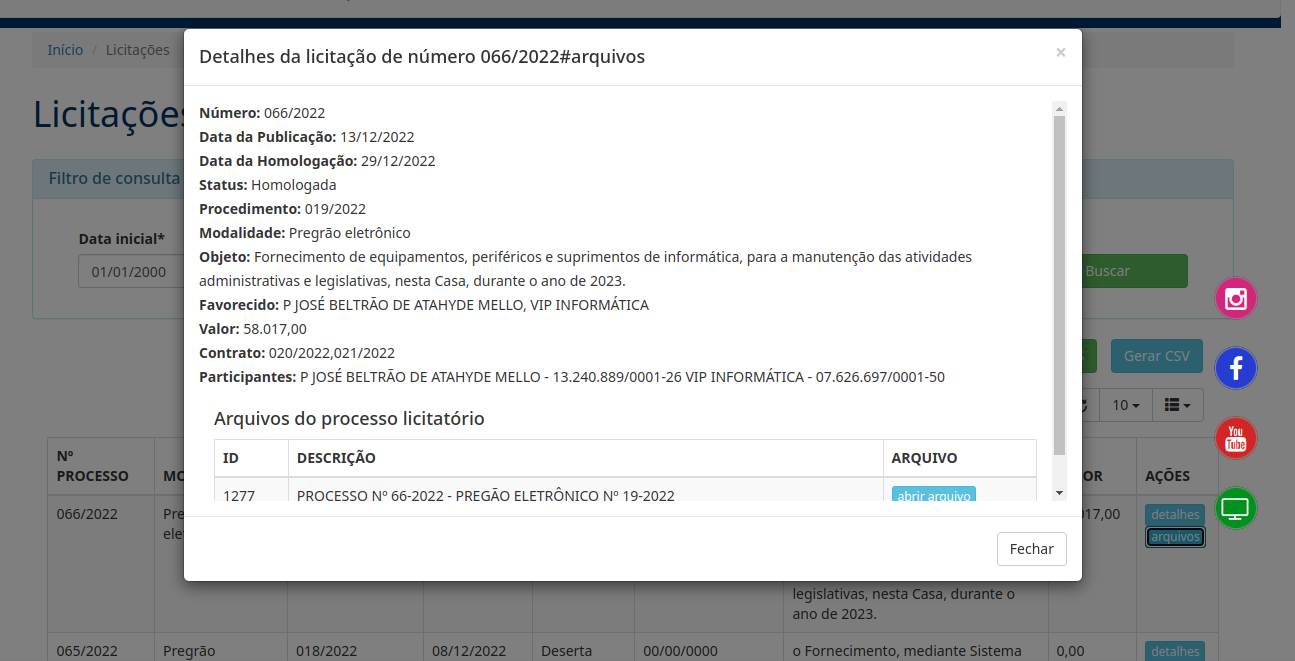 Início / Licitações
Detalhes da licitação de número 066/2022#arquivos
×
Licitações
Número: 066/2022
Data da Publicação: 13/12/2022
Data da Homologação: 29/12/2022
Status: Homologada
Procedimento: 019/2022
Modalidade: Pregrão eletrônico
Objeto: Fornecimento de equipamentos, periféricos e suprimentos de informática, para a manutenção das atividades
administrativas e legislativas, nesta Casa, durante o ano de 2023.
Favorecido: P JOSÉ BELTRÃO DE ATAHYDE MELLO, VIP INFORMÁTICA
Valor: 58.017,00
Contrato: 020/2022,021/2022
Participantes: P JOSÉ BELTRÃO DE ATAHYDE MELLO - 13.240.889/0001-26 VIP INFORMÁTICA - 07.626.697/0001-50
Arquivos do processo licitatório
ID DESCRIÇÃO ARQUIVO
1277 PROCESSO Nº 66-2022 - PREGÃO ELETRÔNICO Nº 19-2022 abrir arquivo
Fechar
Filtro de consulta
Data inicial*
01/01/2000
Buscar
Gerar CSV
10
You
Tube
Nº
PROCESSO
AÇÕES
066/2022
17,00
detalhes
arquivos
legislativas, nesta Casa, durante o
ano de 2023.
065/2022 Pregrão 018/2022 08/12/2022 Deserta 00/00/0000 o Fornecimento, mediante Sistema 0,00 detalhes